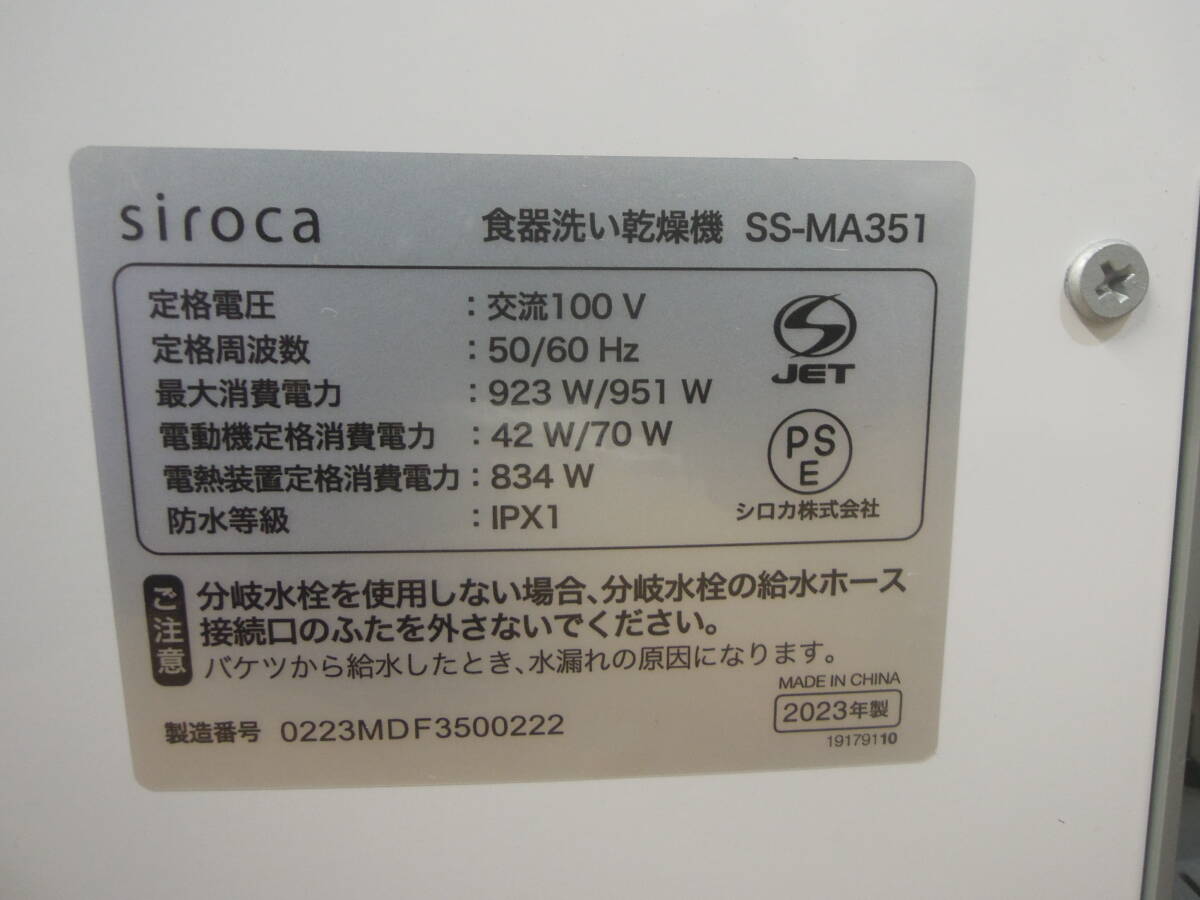 siroca 食器洗い乾燥機 SS-MA351
定格電圧 : 交流100 V
定格周波数 : 50/60 Hz
最大消費電力 : 923 W/951 W
電動機定格消費電力 : 42 W/70 W
電熱装置定格消費電力 : 834 W
防水等級 : IPX1
S
JET
PS
E
シロカ株式会社
ご注意
分岐水栓を使用しない場合、分岐水栓の給水ホース
接続口のふたを外さないでください。
バケツから給水したとき、水漏れの原因になります。
MADE IN CHINA
製造番号 0223MDF3500222
2023年製
19179110